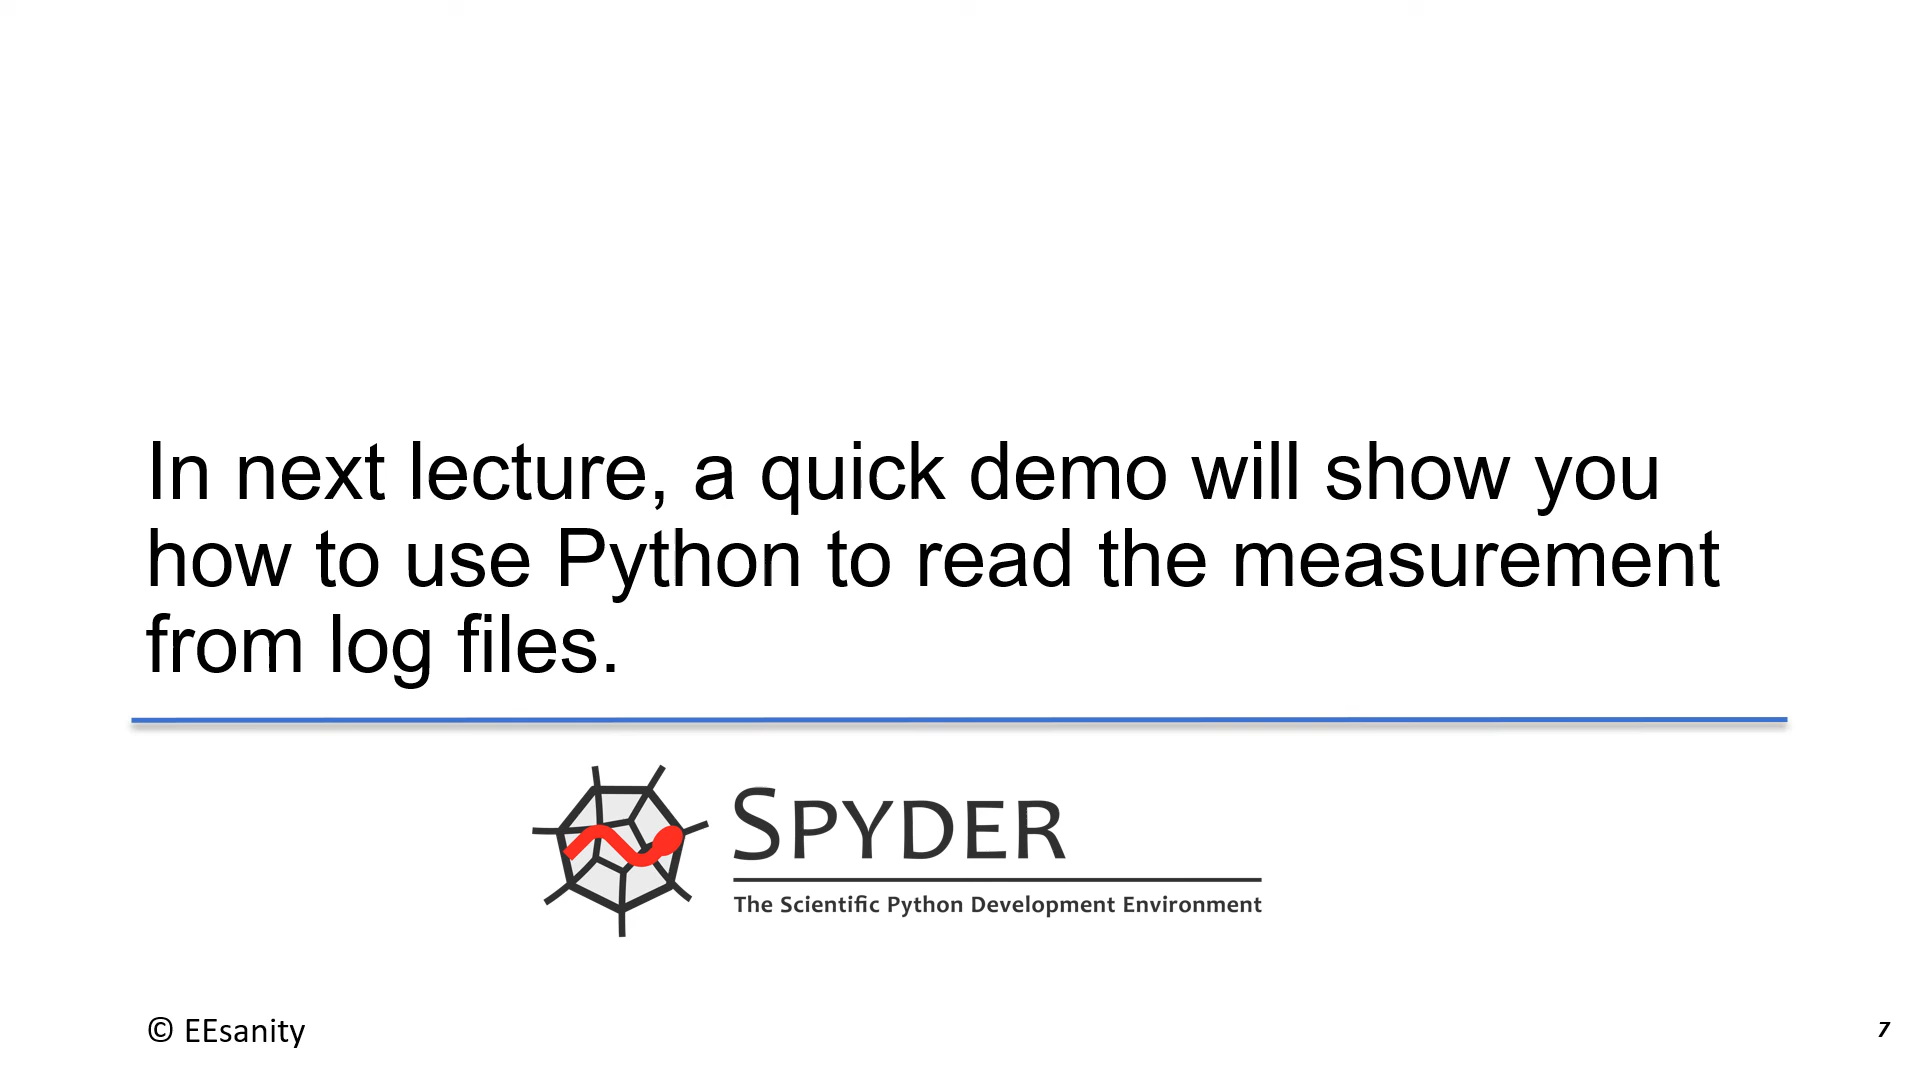 In next lecture, a quick demo will show you
how to use Python to read the measurement
from log files.
SPYDER
The Scientific Python Development Environment
© EEsanity
7